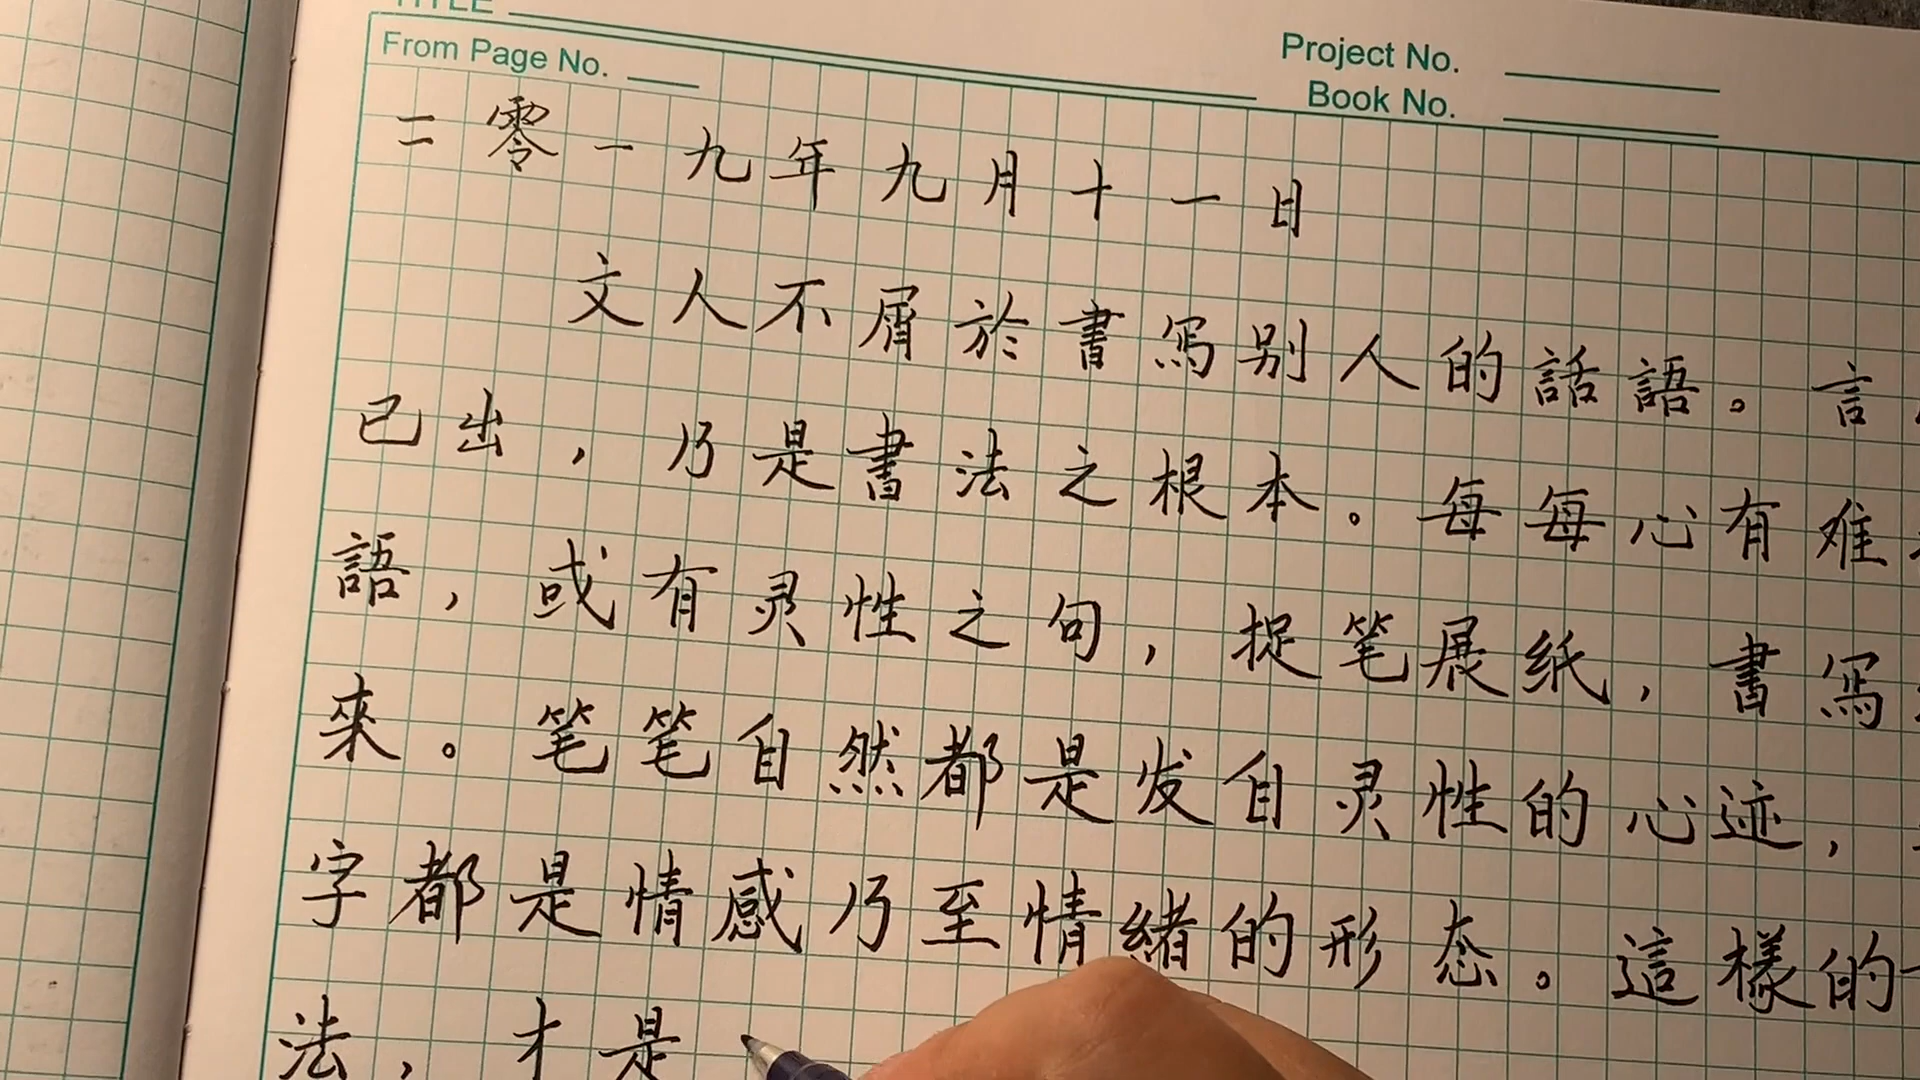 TITLE
From Page No.
Project No.
Book No.
二零一九年九月十一日
文人不屑於書写别人的話語。言
已出，乃是書法之根本。每每心有难
語，或有灵性之句，捉笔展纸，書写
來。笔笔自然都是发自灵性的心迹，
字都是情感乃至情緒的形态。這樣的
法，才是